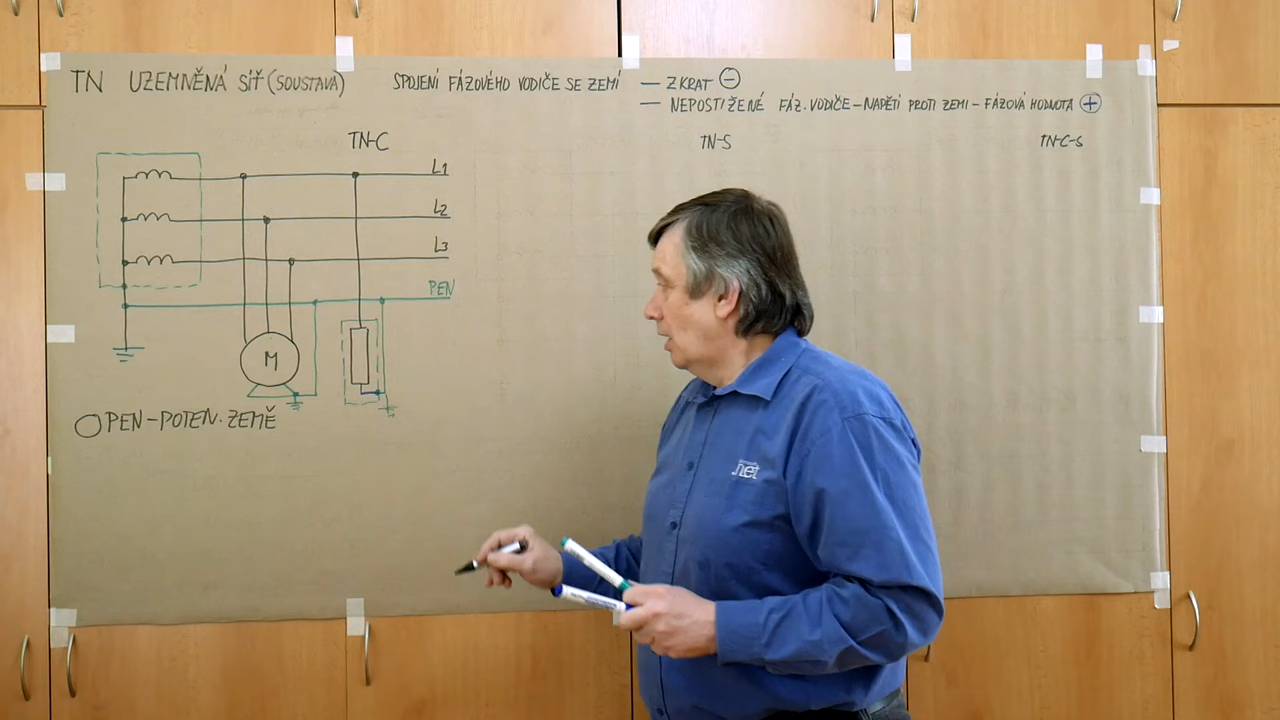 TN UZEMNĚNÁ SÍŤ (SOUSTAVA) SPOJENÍ FÁZOVÉHO VODIČE SE ZEMÍ — ZKRAT ⊖
— NEPOSTIŽENÉ FÁZ. VODIČE – NAPĚTÍ PROTI ZEMI – FÁZOVÁ HODNOTA ⊕
TN-C
TN-S
TN-C-S
L1
L2
L3
PEN
M
PEN – POTEN. ZEMĚ
.net